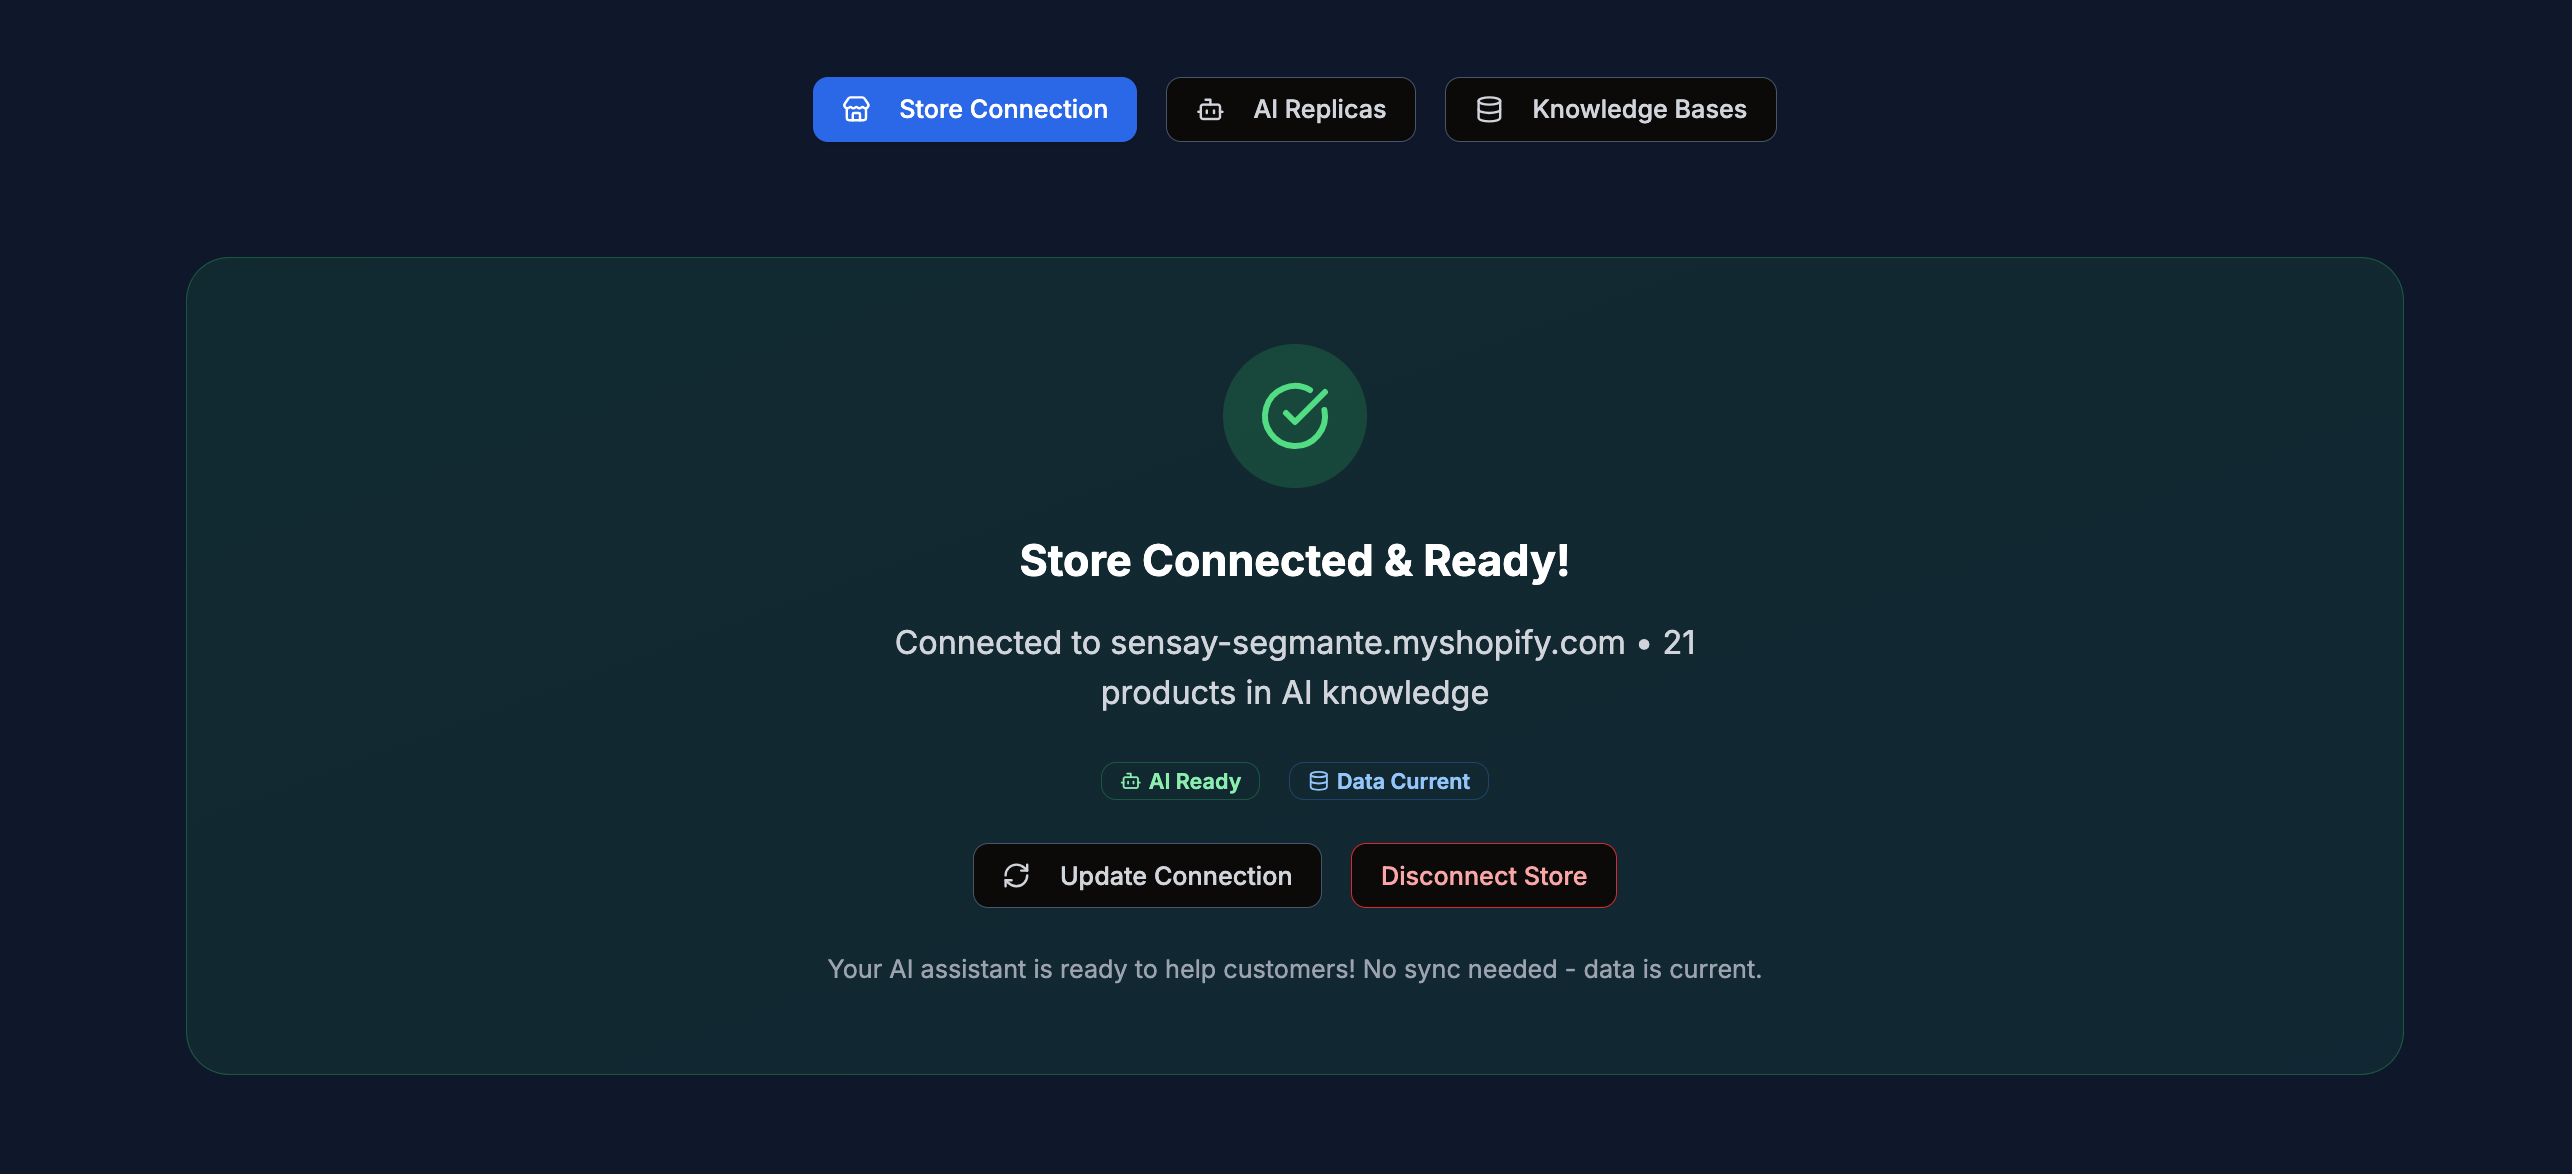 Store Connection
AI Replicas
Knowledge Bases
Store Connected & Ready!
Connected to sensay-segmante.myshopify.com • 21
products in AI knowledge
AI Ready
Data Current
Update Connection
Disconnect Store
Your AI assistant is ready to help customers! No sync needed - data is current.